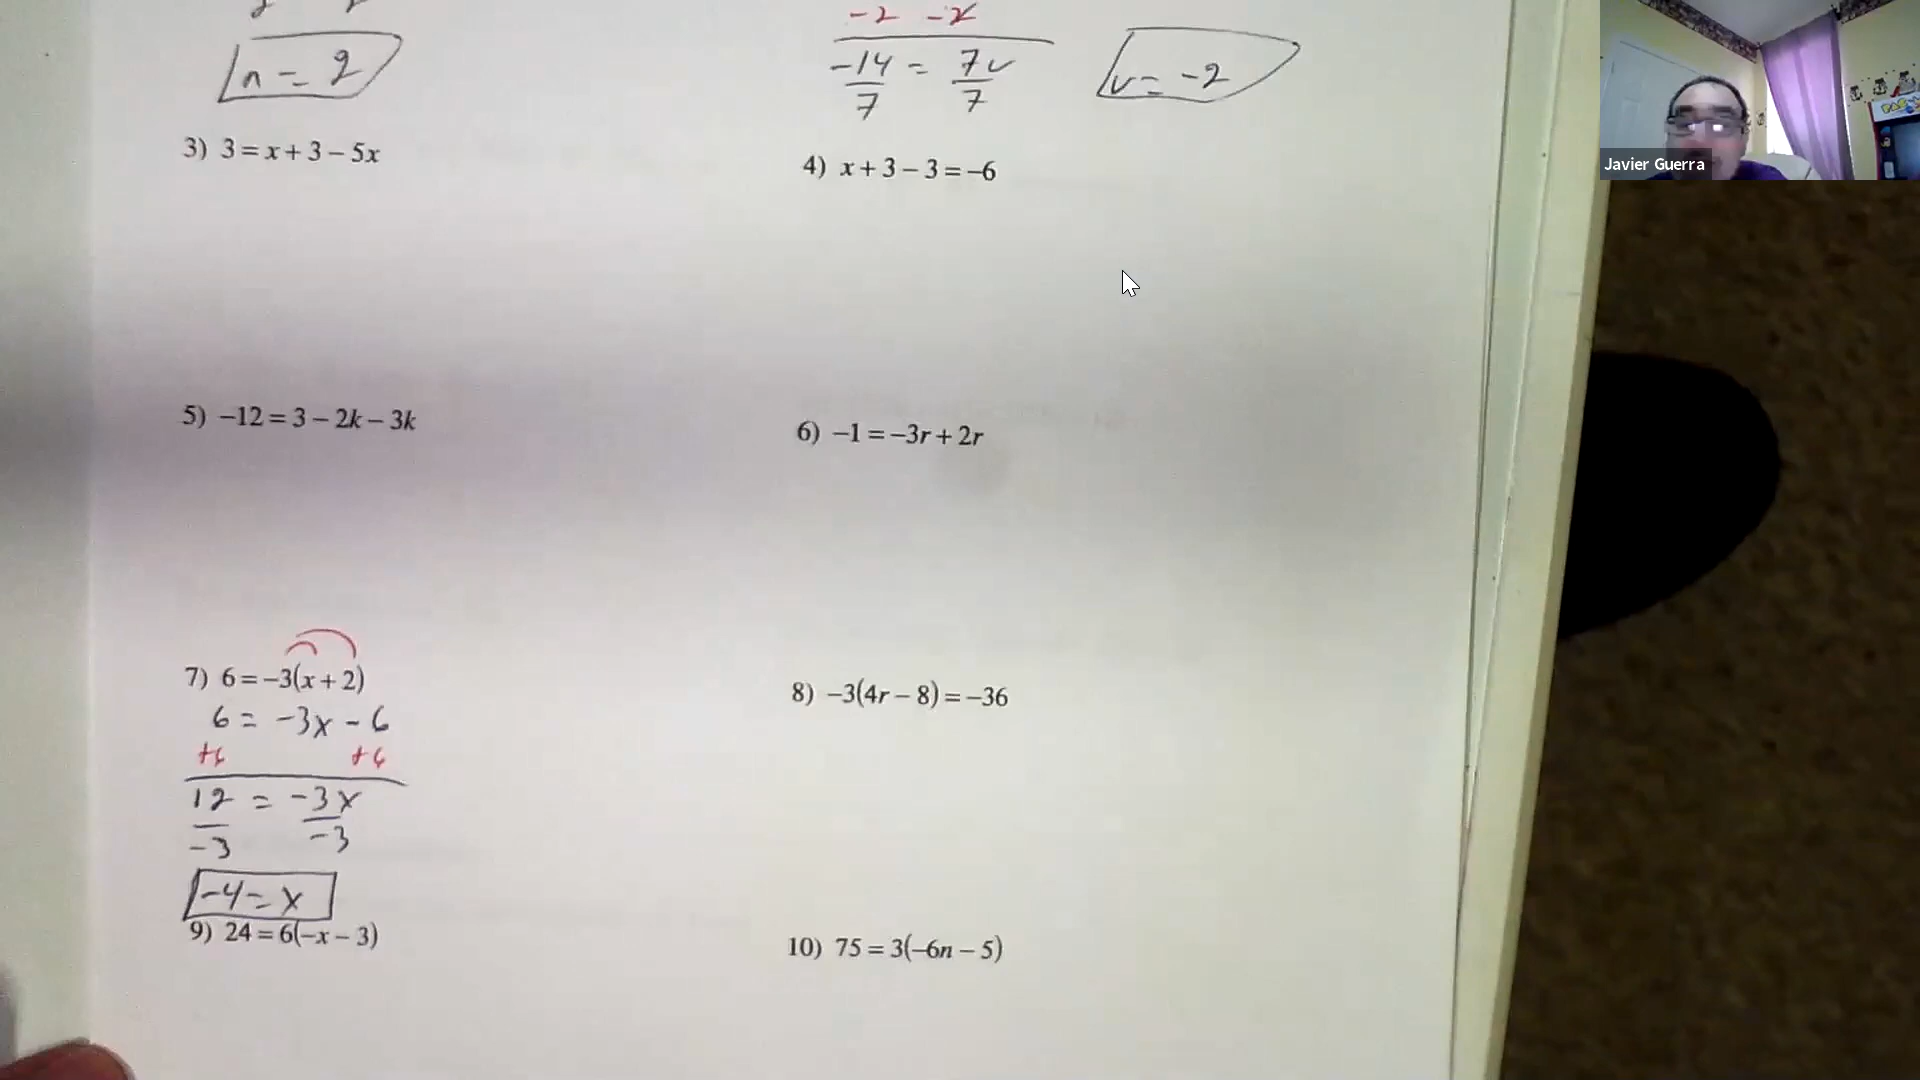 n = 2
-2 -2
-14 = 7v
7 7
v = -2
3) 3 = x + 3 – 5x
4) x + 3 – 3 = –6
5) –12 = 3 – 2k – 3k
6) –1 = –3r + 2r
7) 6 = –3(x + 2)
6 = -3x - 6
+6 +6
12 = -3x
-3 -3
-4 = x
8) –3(4r – 8) = –36
9) 24 = 6(–x – 3)
10) 75 = 3(–6n – 5)
Javier Guerra